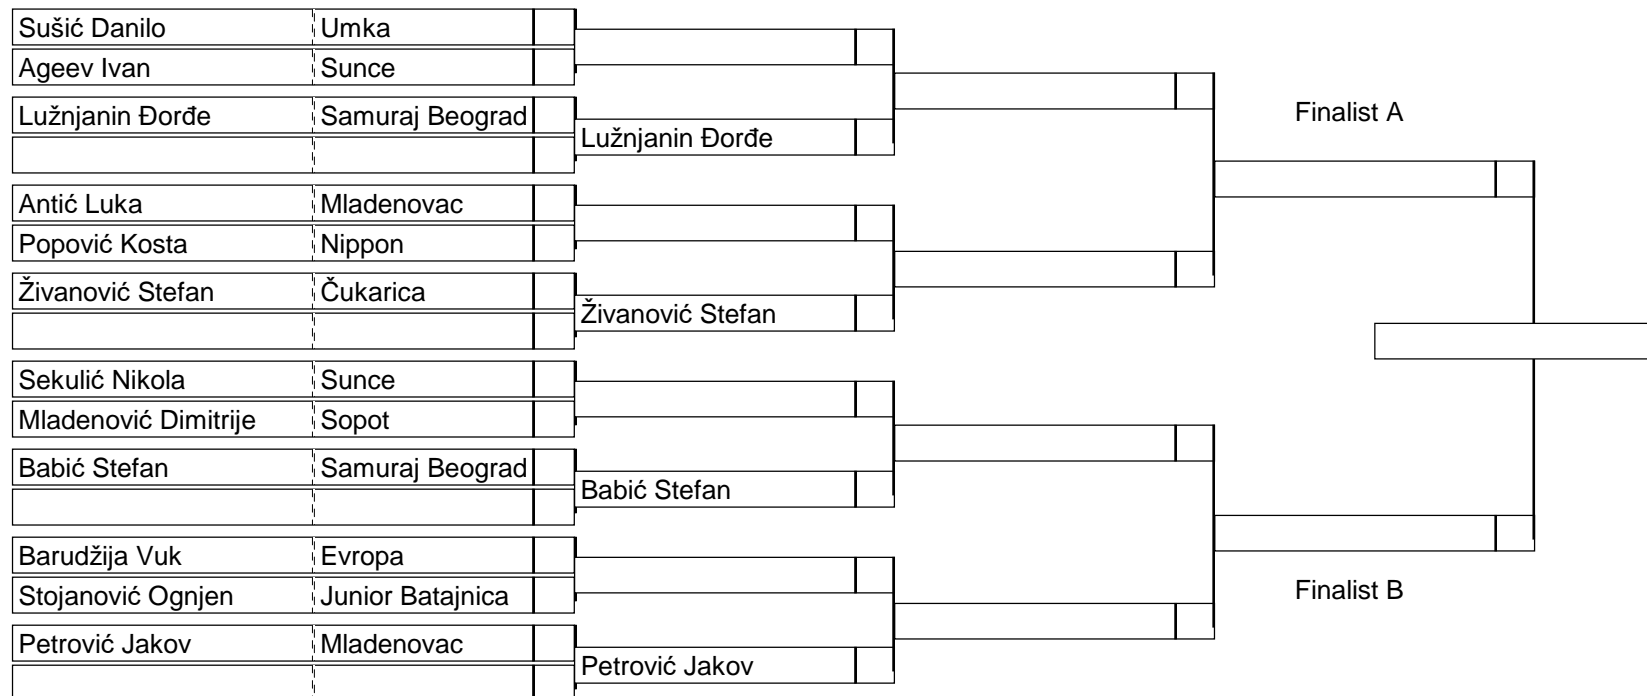 Sušić Danilo Umka
Ageev Ivan Sunce
Lužnjanin Đorđe Samuraj Beograd
Finalist A
Lužnjanin Đorđe
Antić Luka Mladenovac
Popović Kosta Nippon
Živanović Stefan Čukarica
Živanović Stefan
Sekulić Nikola Sunce
Mladenović Dimitrije Sopot
Babić Stefan Samuraj Beograd
Babić Stefan
Barudžija Vuk Evropa
Stojanović Ognjen Junior Batajnica
Finalist B
Petrović Jakov Mladenovac
Petrović Jakov